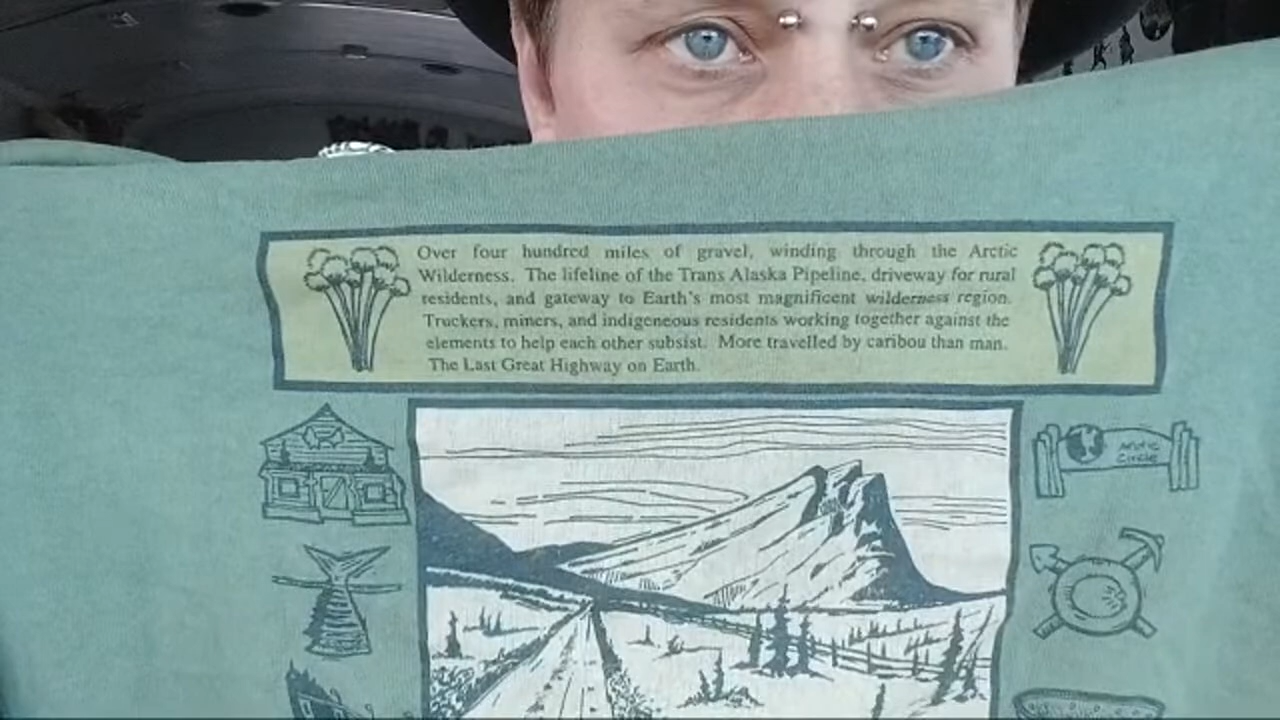 Over four hundred miles of gravel, winding through the Arctic
Wilderness. The lifeline of the Trans Alaska Pipeline, driveway for rural
residents, and gateway to Earth's most magnificent wilderness region.
Truckers, miners, and indigeneous residents working together against the
elements to help each other subsist. More travelled by caribou than man.
The Last Great Highway on Earth.
Arctic
Circle